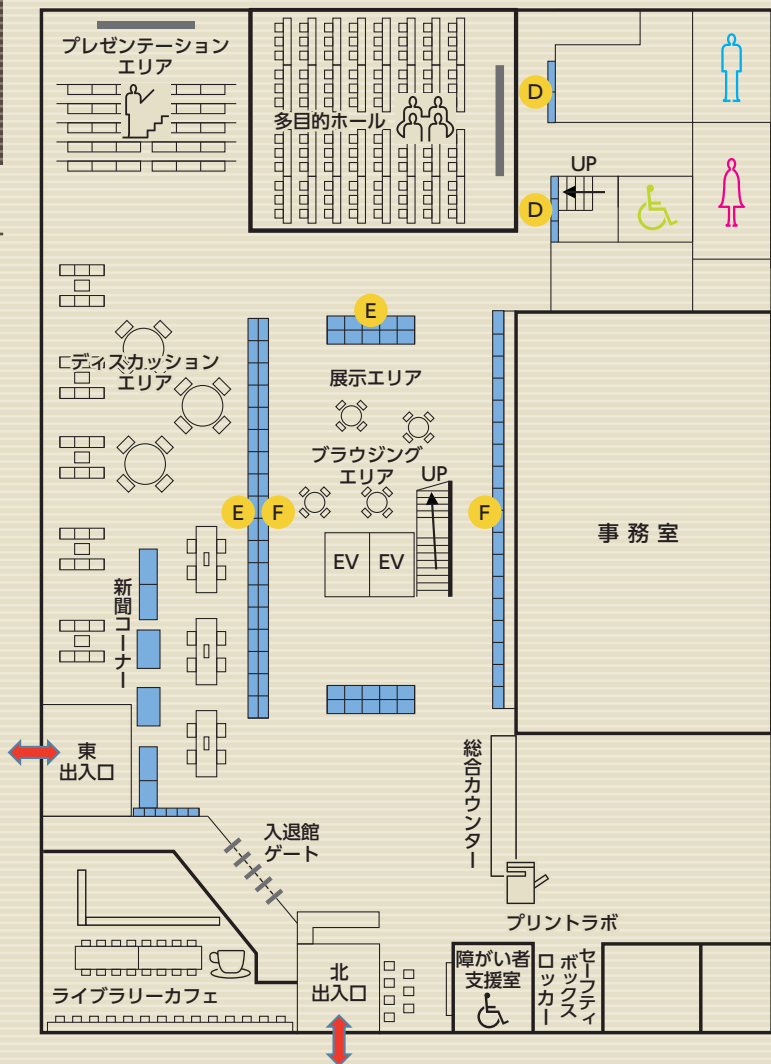 プレゼンテーション
エリア
多目的ホール
D
UP
D
E
ディスカッション
エリア
展示エリア
ブラウジング
エリア
UP
E
F
F
EV
EV
事務室
新聞コーナー
東
出入口
総合カウンター
入退館
ゲート
プリントラボ
ライブラリーカフェ
北
出入口
障がい者
支援室
セーフティ
ボックス
ロッカー